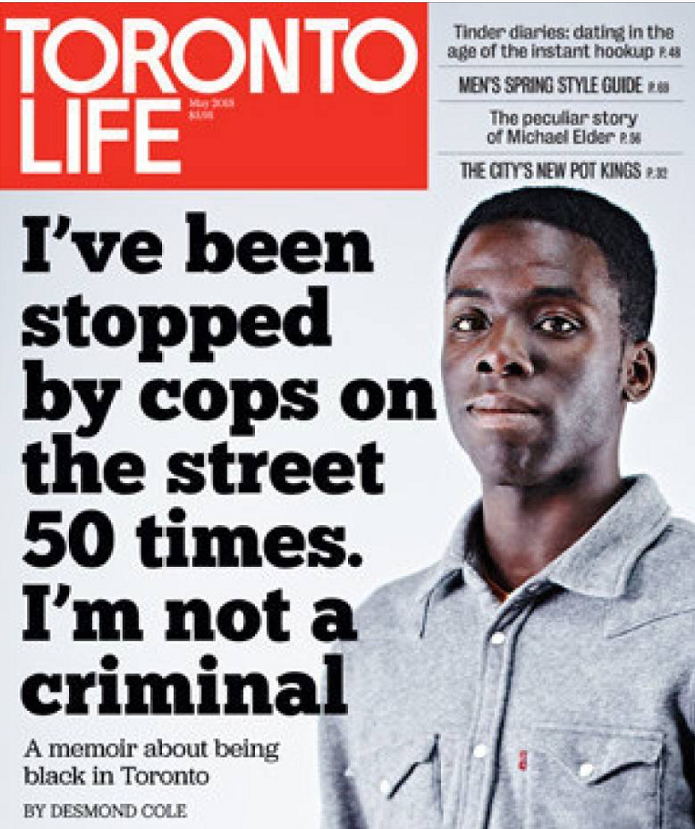 TORONTO
LIFE
May 2015
$5.95
Tinder diaries: dating in the
age of the instant hookup P.48
MEN'S SPRING STYLE GUIDE P.69
The peculiar story
of Michael Elder P.56
THE CITY'S NEW POT KINGS P.32
I've been
stopped
by cops on
the street
50 times.
I'm not a
criminal
A memoir about being
black in Toronto
BY DESMOND COLE